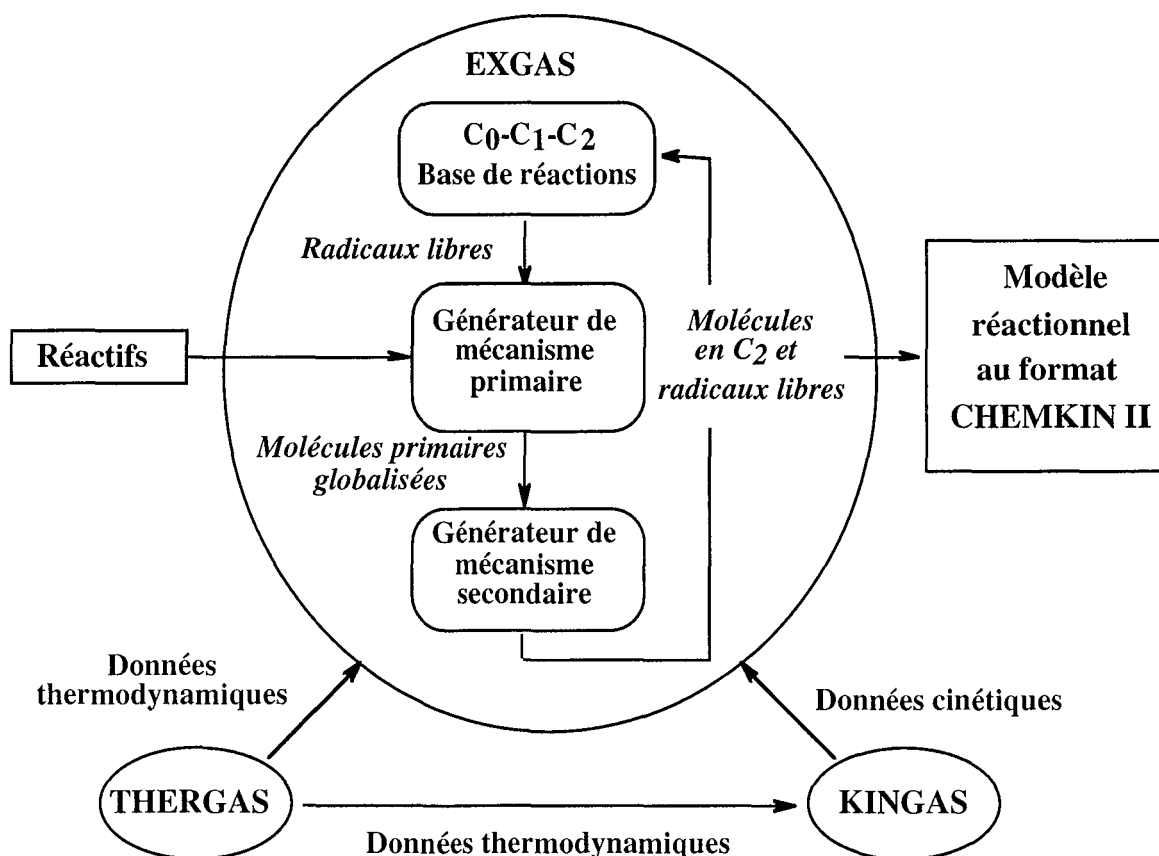 EXGAS
C0-C1-C2
Base de réactions
Radicaux libres
Réactifs
Générateur de
mécanisme
primaire
Molécules
en C2 et
radicaux libres
Modèle
réactionnel
au format
CHEMKIN II
Molécules primaires
globalisées
Générateur de
mécanisme
secondaire
Données
thermodynamiques
Données cinétiques
THERGAS
KINGAS
Données thermodynamiques